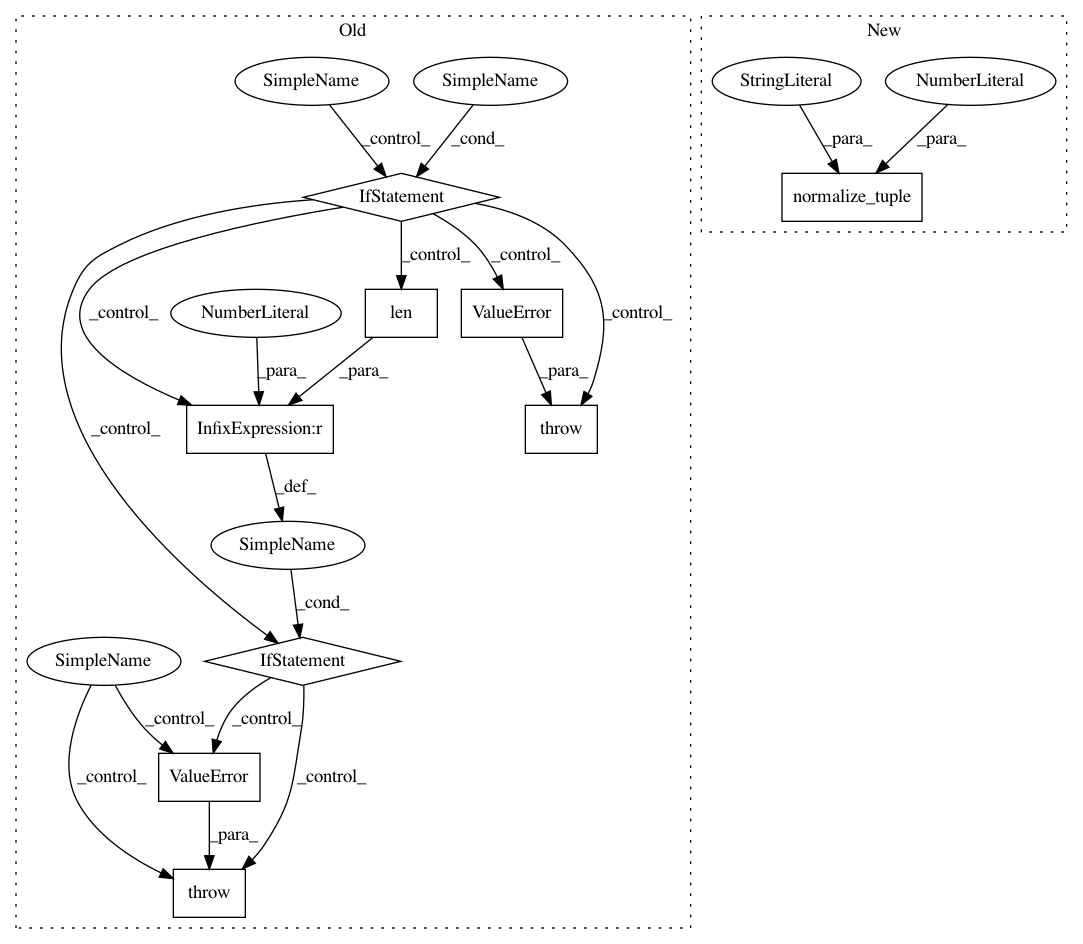 Old
New
SimpleName
SimpleName
StringLiteral
NumberLiteral
_control_
_cond_
_para_
_para_
IfStatement
normalize_tuple
_control_
_control_
_control_
_control_
NumberLiteral
len
ValueError
_para_
_para_
_para_
_control_
InfixExpression:r
throw
_def_
SimpleName
_cond_
SimpleName
IfStatement
_control_
_control_
_control_
_control_
ValueError
_para_
throw